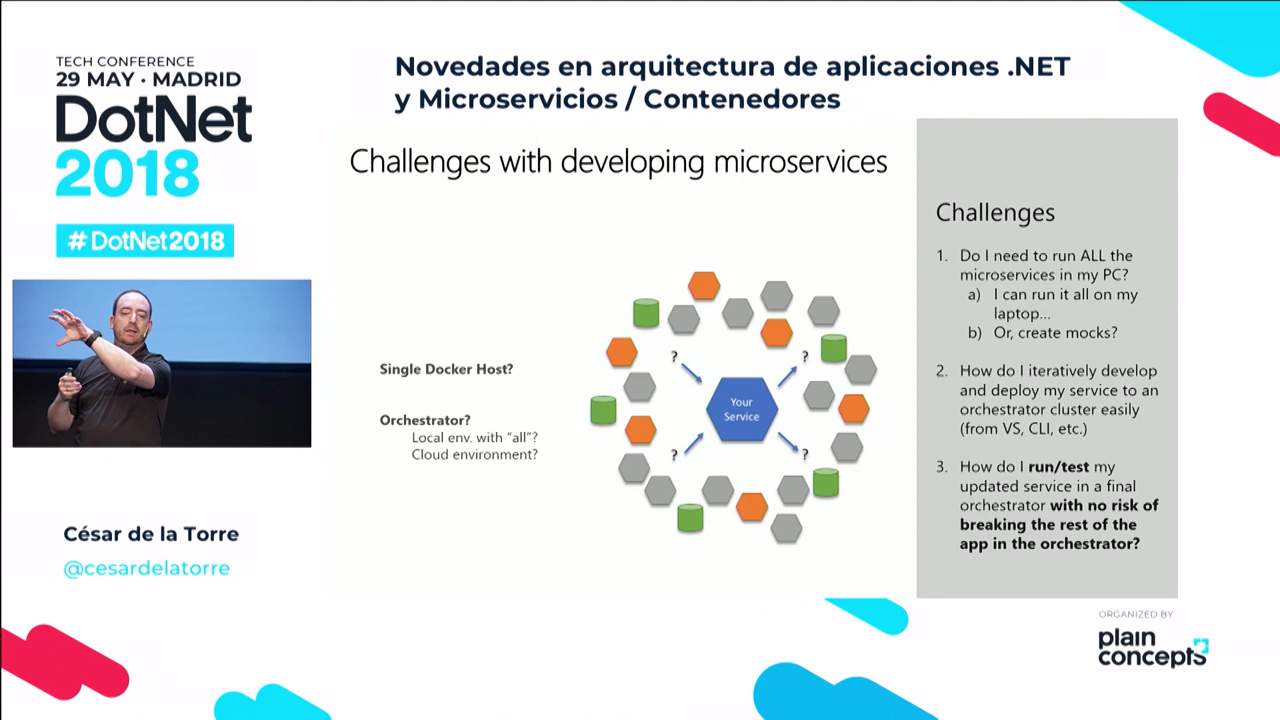 TECH CONFERENCE
29 MAY · MADRID
DotNet
2018
#DotNet2018
César de la Torre
@cesardelatorre
Novedades en arquitectura de aplicaciones .NET
y Microservicios / Contenedores
Challenges with developing microservices
Single Docker Host?
Orchestrator?
Local env. with “all”?
Cloud environment?
?
?
Your
Service
?
?
Challenges
1. Do I need to run ALL the
microservices in my PC?
a) I can run it all on my
laptop...
b) Or, create mocks?
2. How do I iteratively develop
and deploy my service to an
orchestrator cluster easily
(from VS, CLI, etc.)
3. How do I run/test my
updated service in a final
orchestrator with no risk of
breaking the rest of the
app in the orchestrator?
ORGANIZED BY
plain
concepts